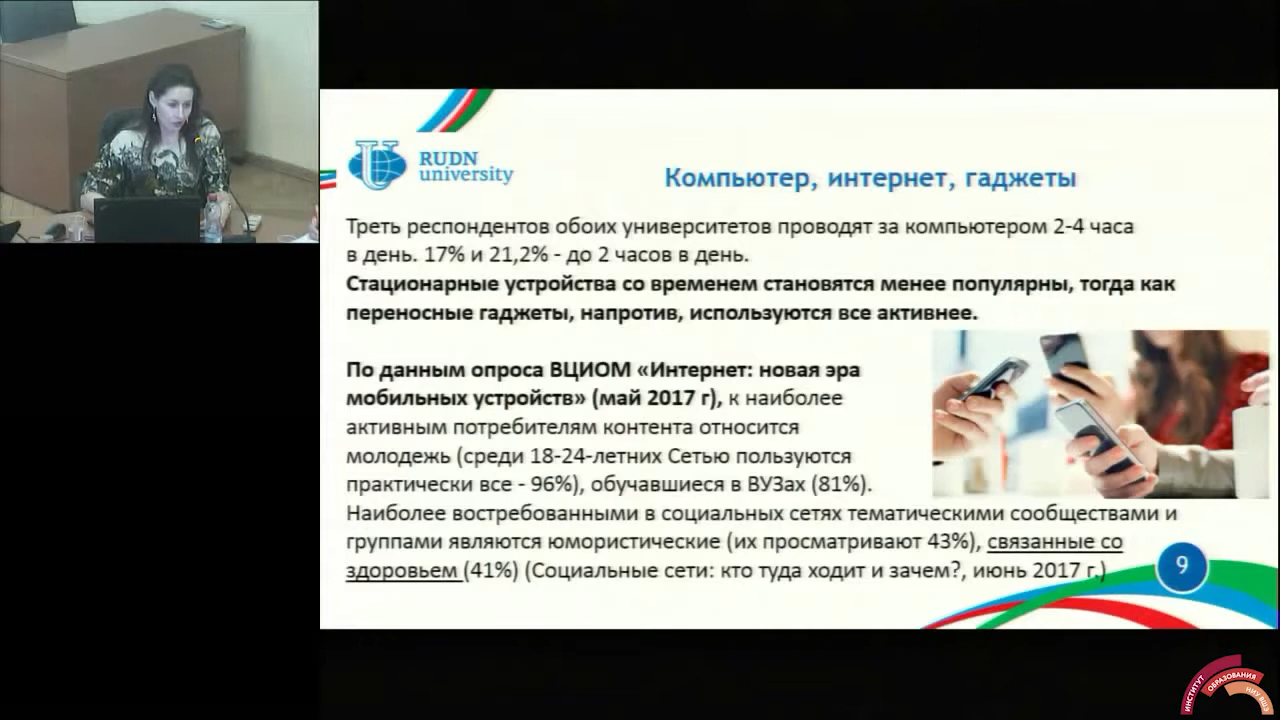 RUDN
university
Компьютер, интернет, гаджеты
Треть респондентов обоих университетов проводят за компьютером 2-4 часа
в день. 17% и 21,2% - до 2 часов в день.
Стационарные устройства со временем становятся менее популярны, тогда как
переносные гаджеты, напротив, используются все активнее.
По данным опроса ВЦИОМ «Интернет: новая эра
мобильных устройств» (май 2017 г), к наиболее
активным потребителям контента относится
молодежь (среди 18-24-летних Сетью пользуются
практически все - 96%), обучавшиеся в ВУЗах (81%).
Наиболее востребованными в социальных сетях тематическими сообществами и
группами являются юмористические (их просматривают 43%), связанные со
здоровьем (41%) (Социальные сети: кто туда ходит и зачем?, июнь 2017 г.)
9
ИНСТИТУТ
ОБРАЗОВАНИЯ
НИУ ВШЭ